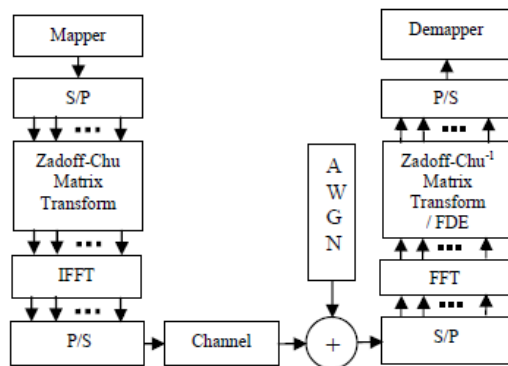 Mapper
S/P
Zadoff-Chu
Matrix
Transform
IFFT
P/S
Channel
A
W
G
N
+
S/P
FFT
Zadoff-Chu⁻¹
Matrix
Transform
/ FDE
P/S
Demapper